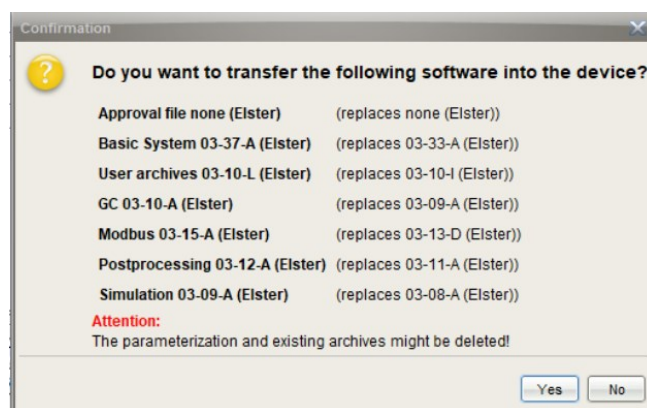 Confirmation
Do you want to transfer the following software into the device?
Approval file none (Elster) (replaces none (Elster))
Basic System 03-37-A (Elster) (replaces 03-33-A (Elster))
User archives 03-10-L (Elster) (replaces 03-10-I (Elster))
GC 03-10-A (Elster) (replaces 03-09-A (Elster))
Modbus 03-15-A (Elster) (replaces 03-13-D (Elster))
Postprocessing 03-12-A (Elster) (replaces 03-11-A (Elster))
Simulation 03-09-A (Elster) (replaces 03-08-A (Elster))
Attention:
The parameterization and existing archives might be deleted!
Yes No